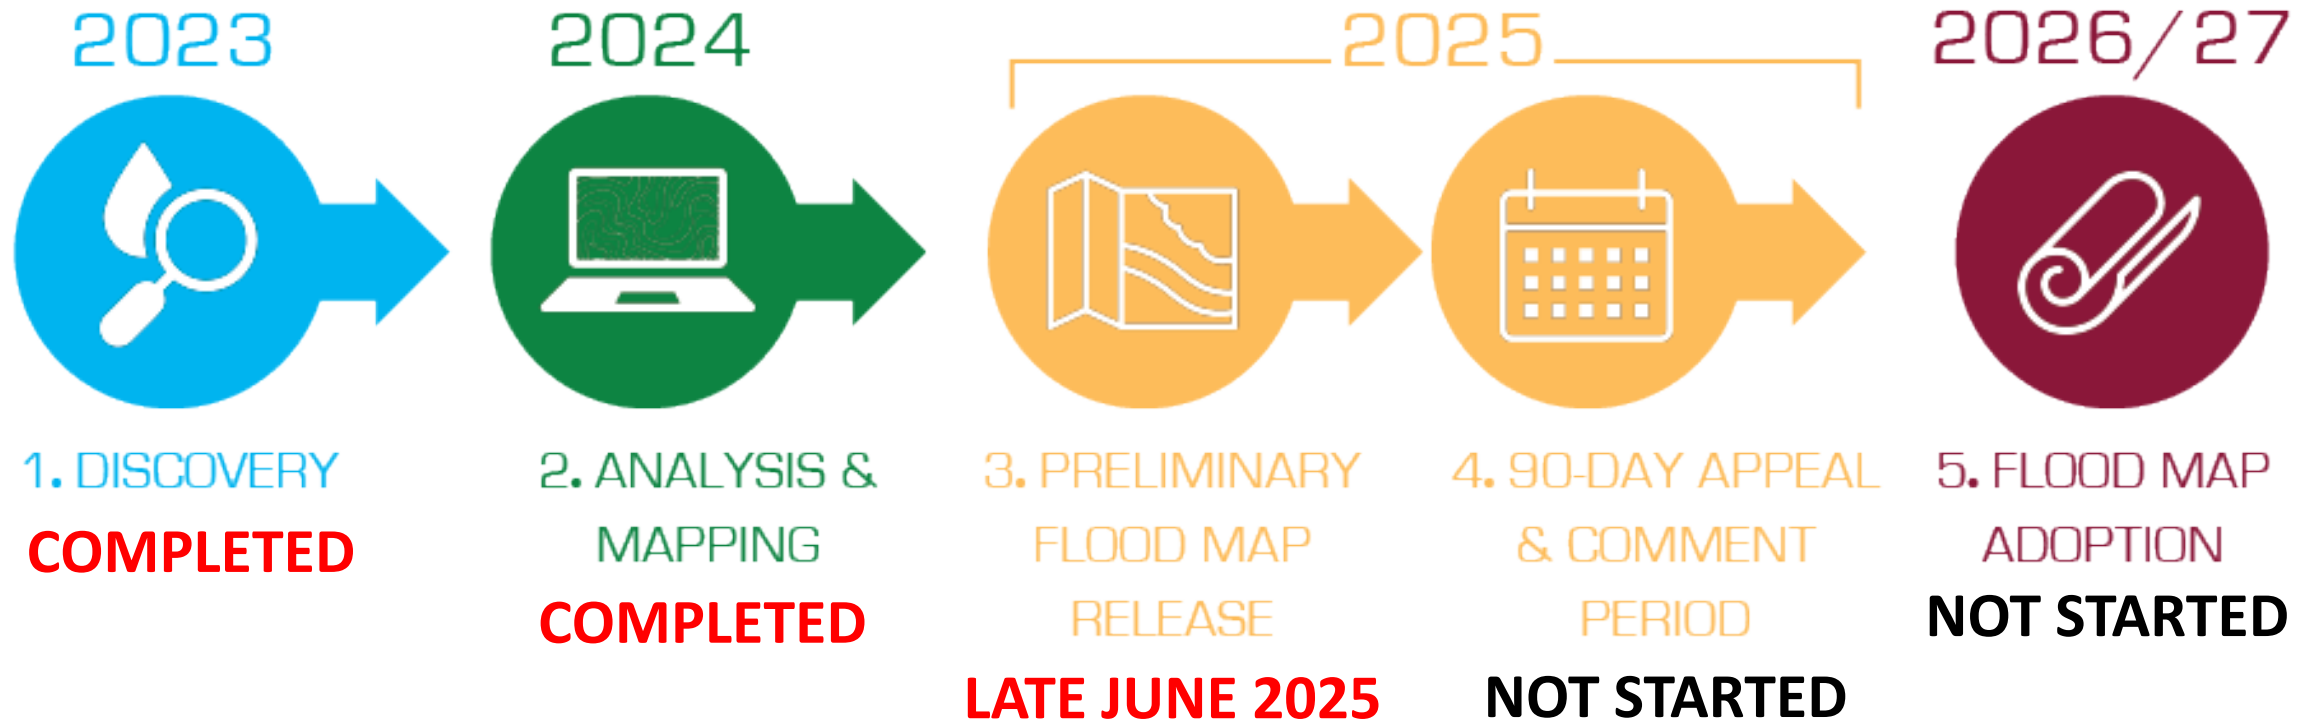 2023
1. DISCOVERY
COMPLETED
2024
2. ANALYSIS &
MAPPING
COMPLETED
2025
3. PRELIMINARY
FLOOD MAP
RELEASE
LATE JUNE 2025
4. 90-DAY APPEAL
& COMMENT
PERIOD
NOT STARTED
2026/27
5. FLOOD MAP
ADOPTION
NOT STARTED